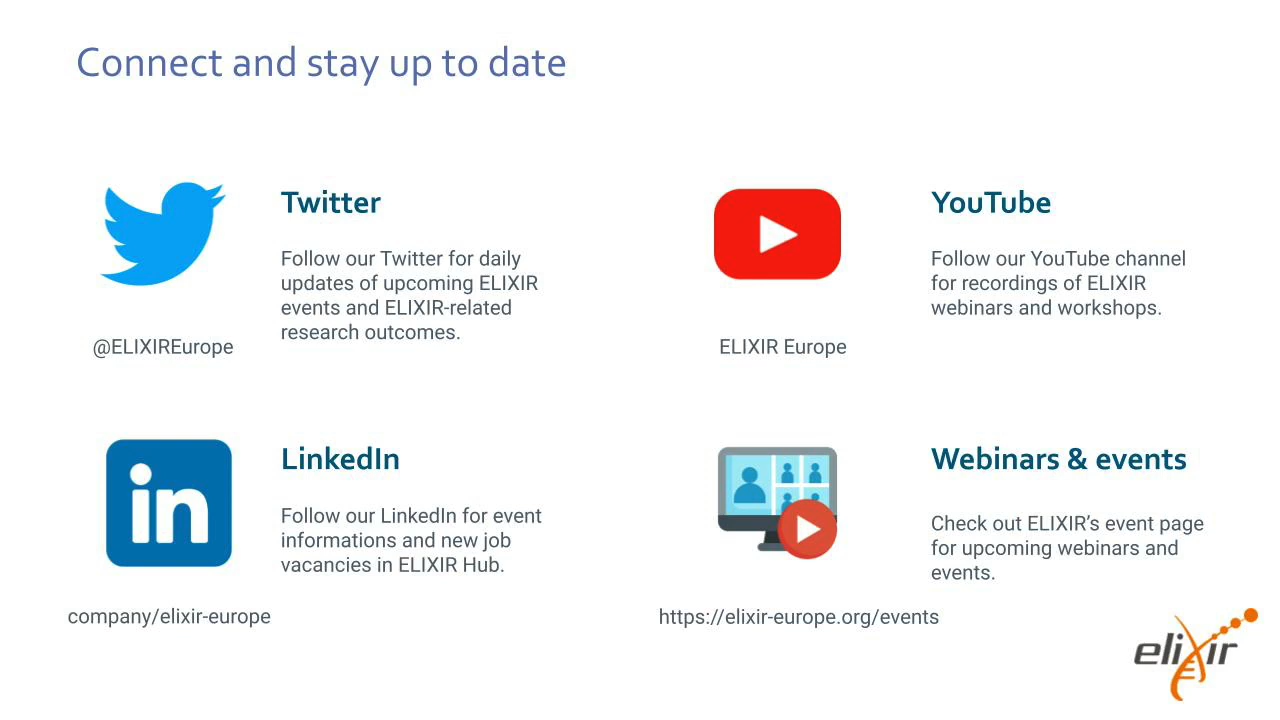 Connect and stay up to date
Twitter
Follow our Twitter for daily
updates of upcoming ELIXIR
events and ELIXIR-related
research outcomes.
@ELIXIREurope
YouTube
Follow our YouTube channel
for recordings of ELIXIR
webinars and workshops.
ELIXIR Europe
in
LinkedIn
Follow our LinkedIn for event
informations and new job
vacancies in ELIXIR Hub.
company/elixir-europe
Webinars & events
Check out ELIXIR’s event page
for upcoming webinars and
events.
https://elixir-europe.org/events
elixir